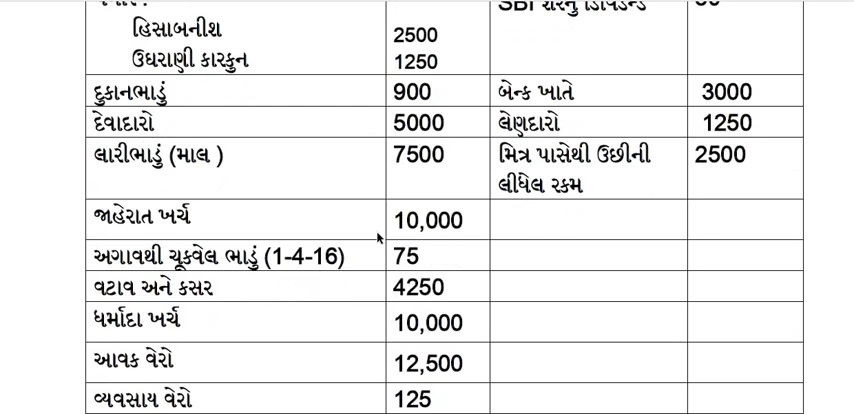 હિસાબનીશ 2500
ઉઘરાણી કારકુન 1250
દુકાનભાડું 900 બેન્ક ખાતે 3000
દેવાદારો 5000 લેણદારો 1250
લારીભાડું (માલ ) 7500 મિત્ર પાસેથી ઉછીની 2500
લીધેલ રકમ
જાહેરાત ખર્ચ 10,000
અગાવથી ચૂકવેલ ભાડું (1-4-16) 75
વટાવ અને કસર 4250
ધર્માદા ખર્ચ 10,000
આવક વેરો 12,500
વ્યવસાય વેરો 125